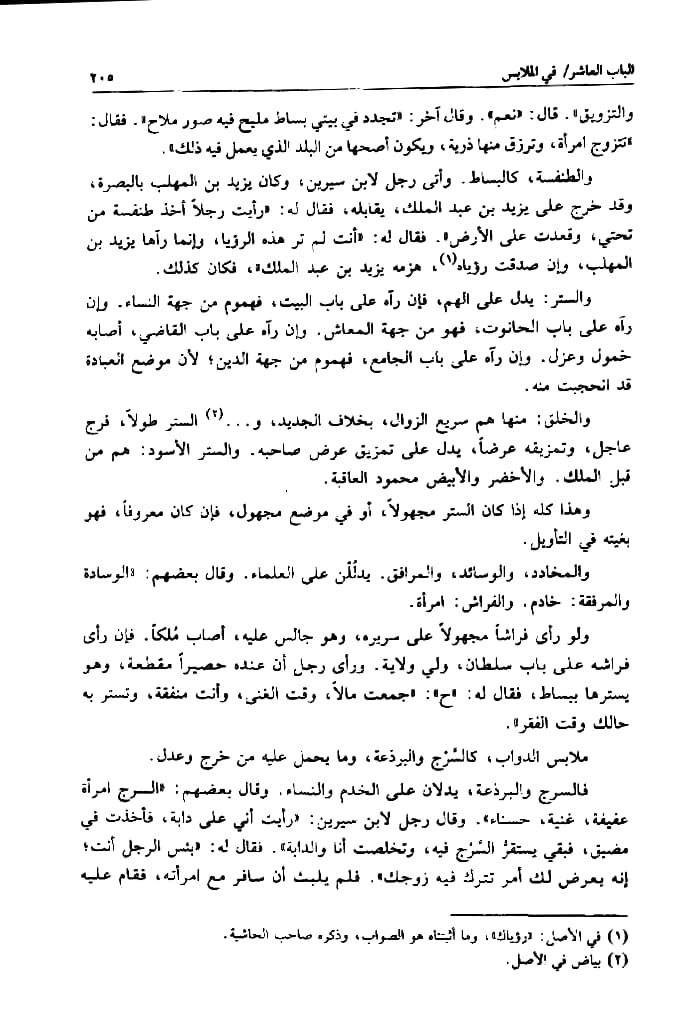 الباب العاشر/ في الملابس ٢٠٥
والتزويق». قال: «نعم». وقال آخر: «تجدد في بيتي بساط مليح فيه صور ملاح». فقال:
«تتزوج امرأة، وترزق منها ذرية، ويكون أصحها من البلد الذي يعمل فيه ذلك».
والطنفسة، كالبساط. وأتى رجل لابن سيرين، وكان يزيد بن المهلب بالبصرة،
وقد خرج على يزيد بن عبد الملك، يقابله، فقال له: «رأيت رجلاً أخذ طنفسة من
تحتي، وقعدت على الأرض». فقال له: «أنت لم تر هذه الرؤيا، وإنما رآها يزيد بن
المهلب، وإن صدقت رؤياه(١)، هزمه يزيد بن عبد الملك»، فكان كذلك.
والستر: يدل على الهم، فإن رآه على باب البيت، فهموم من جهة النساء. وإن
رآه على باب الحانوت، فهو من جهة المعاش. وإن رآه على باب القاضي، أصابه
خمول وعزل. وإن رآه على باب الجامع، فهموم من جهة الدين؛ لأن موضع العبادة
قد انحجبت منه.
والخلق: منها هم سريع الزوال، بخلاف الجديد، و...(٢) الستر طولاً، فرج
عاجل، وتمزيقه عرضاً، يدل على تمزيق عرض صاحبه. والستر الأسود: هم من
قبل الملك. والأخضر والأبيض محمود العاقبة.
وهذا كله إذا كان الستر مجهولاً، أو في موضع مجهول، فإن كان معروفاً، فهو
بغيته في التأويل.
والمخادد، والوسائد، والمرافق. يدلُلْن على العلماء. وقال بعضهم: «الوسادة
والمرفقة: خادم. والفراش: امرأة.
ولو رأى فراشاً مجهولاً على سريره، وهو جالس عليه، أصاب مُلكاً. فإن رأى
فراشه على باب سلطان، ولي ولاية. ورأى رجل أن عنده حصيراً مقطعة، وهو
يسترها ببساط، فقال له: «ح»: «جمعت مالاً، وقت الغنى، وأنت منفقة، وتستر به
حالك وقت الفقر».
ملابس الدواب، كالسَّرْج والبرذعة، وما يحمل عليه من خرج وعدل.
فالسرج والبرذعة، يدلان على الخدم والنساء. وقال بعضهم: «السرج امرأة
عفيفة، غنية، حسناء». وقال رجل لابن سيرين: «رأيت أني على دابة، فأخذت في
مضيق، فبقي يستقرُّ السَّرْج فيه، وتخلصت أنا والدابة». فقال له: «بئس الرجل أنت؛
إنه يعرض لك أمر تترك فيه زوجك». فلم يلبث أن سافر مع امرأته، فقام عليه
(١) في الأصل: «رؤياك»، وما أثبتناه هو الصواب، وذكره صاحب الحاشية.
(٢) بياض في الأصل.